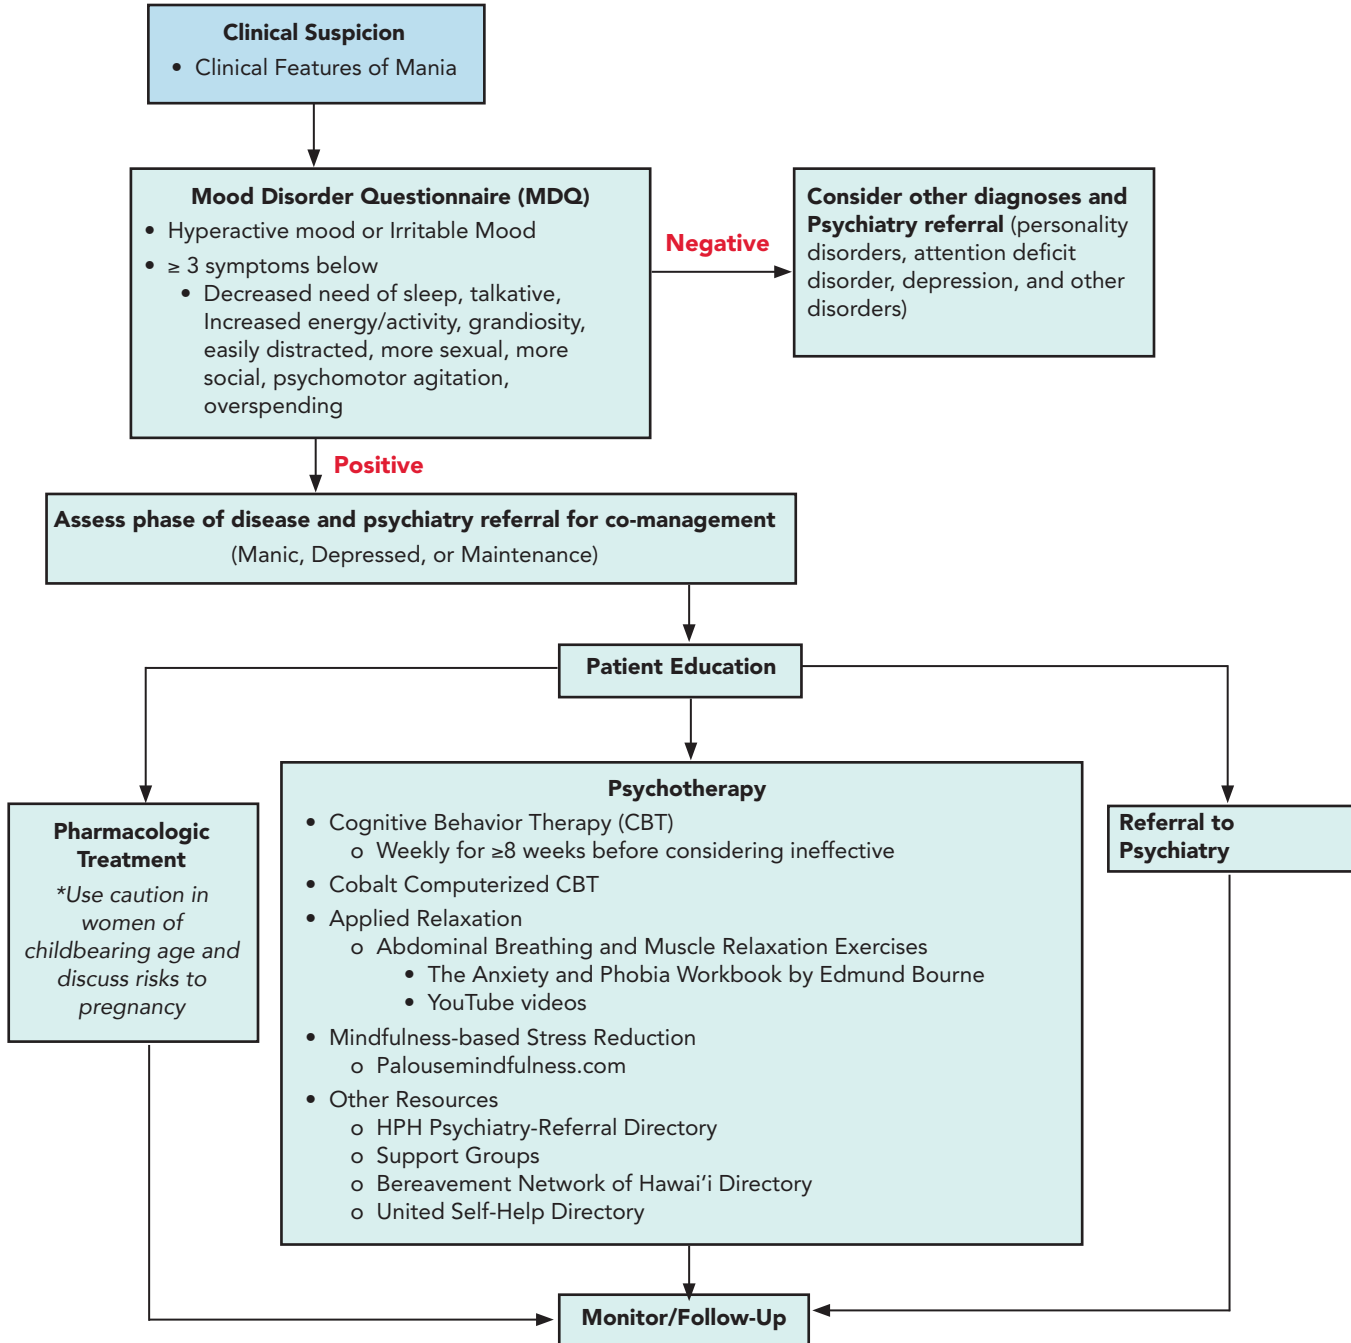 Clinical Suspicion
• Clinical Features of Mania
Mood Disorder Questionnaire (MDQ)
• Hyperactive mood or Irritable Mood
• ≥ 3 symptoms below
• Decreased need of sleep, talkative,
Increased energy/activity, grandiosity,
easily distracted, more sexual, more
social, psychomotor agitation,
overspending
Negative
Consider other diagnoses and
Psychiatry referral (personality
disorders, attention deficit
disorder, depression, and other
disorders)
Positive
Assess phase of disease and psychiatry referral for co-management
(Manic, Depressed, or Maintenance)
Patient Education
Pharmacologic
Treatment
*Use caution in
women of
childbearing age and
discuss risks to
pregnancy
Psychotherapy
• Cognitive Behavior Therapy (CBT)
o Weekly for ≥8 weeks before considering ineffective
• Cobalt Computerized CBT
• Applied Relaxation
o Abdominal Breathing and Muscle Relaxation Exercises
• The Anxiety and Phobia Workbook by Edmund Bourne
• YouTube videos
• Mindfulness-based Stress Reduction
o Palousemindfulness.com
• Other Resources
o HPH Psychiatry-Referral Directory
o Support Groups
o Bereavement Network of Hawaiʻi Directory
o United Self-Help Directory
Referral to
Psychiatry
Monitor/Follow-Up